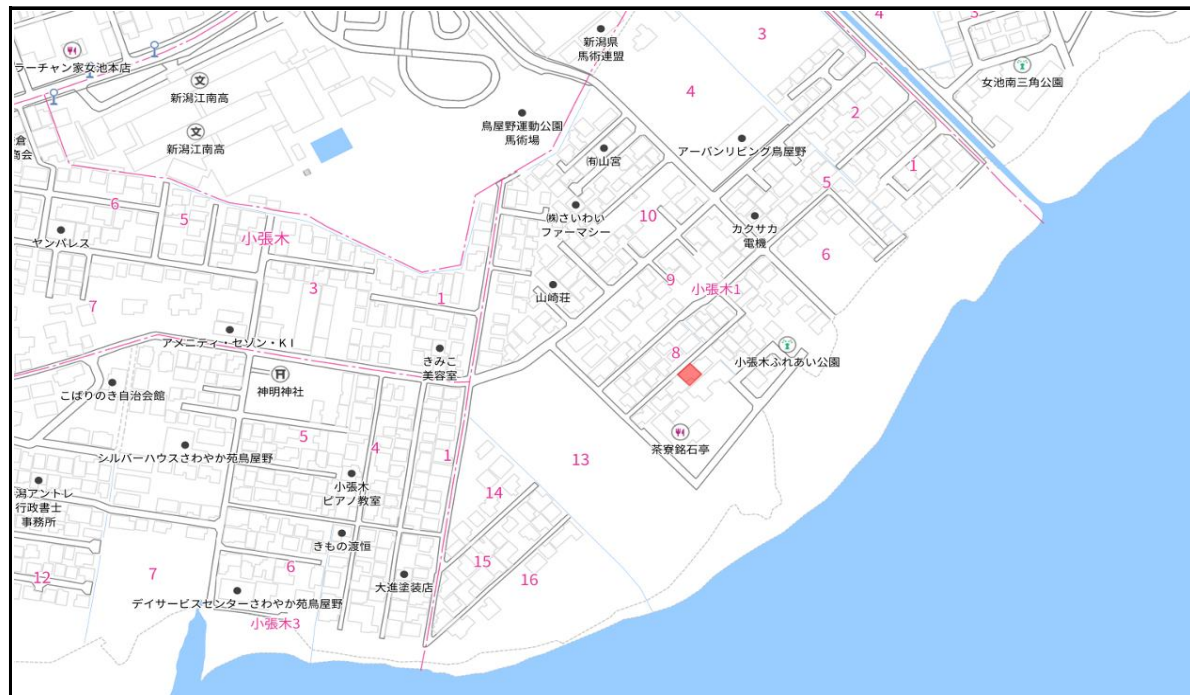 新潟県
馬術連盟
3
4
3
ラーチャン家女池本店
新潟江南高
女池南三角公園
4
鳥屋野運動公園
馬術場
2
新潟江南高
倉
商会
アーバンリビング鳥屋野
㈲山宮
1
5
6
5
10
㈱さいわい
ファーマシー
カクサカ
電機
小張木
ヤンバレス
6
3
9
小張木1
7
1
山崎荘
アメニティ・セゾン・KI
きみこ
美容室
8
小張木ふれあい公園
神明神社
こばりのき自治会館
5
4
1
茶寮銘石亭
シルバーハウスさわやか苑鳥屋野
13
小張木
ピアノ教室
14
潟アントレ
行政書士
事務所
きもの渡恒
15
6
7
12
16
大進塗装店
デイサービスセンターさわやか苑鳥屋野
小張木3